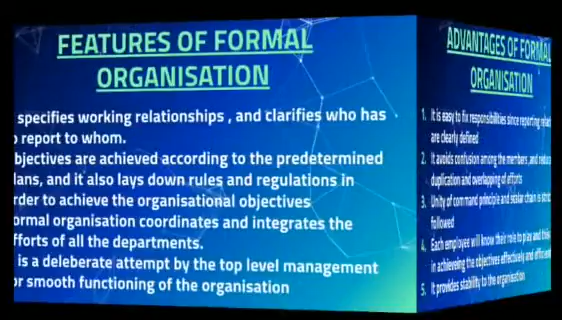 FEATURES OF FORMAL
ORGANISATION
specifies working relationships , and clarifies who has
report to whom.
bjectives are achieved according to the predetermined
lans, and it also lays down rules and regulations in
rder to achieve the organisational objectives
ormal organisation coordinates and integrates the
fforts of all the departments.
is a deleberate attempt by the top level management
or smooth functioning of the organisation
ADVANTAGES OF FORMAL
ORGANISATION
1. It is easy to fix responsibilities since reporting relat
are clearly defined
2. It avoids confusion among the members ,and reduce
duplication and overlapping of efforts
3. Unity of command principle and scalar chain is stric
followed
4. Each employee will know their role to play and
in achieveing the objectives effectively and efficient
5. It provides stability to the organisation